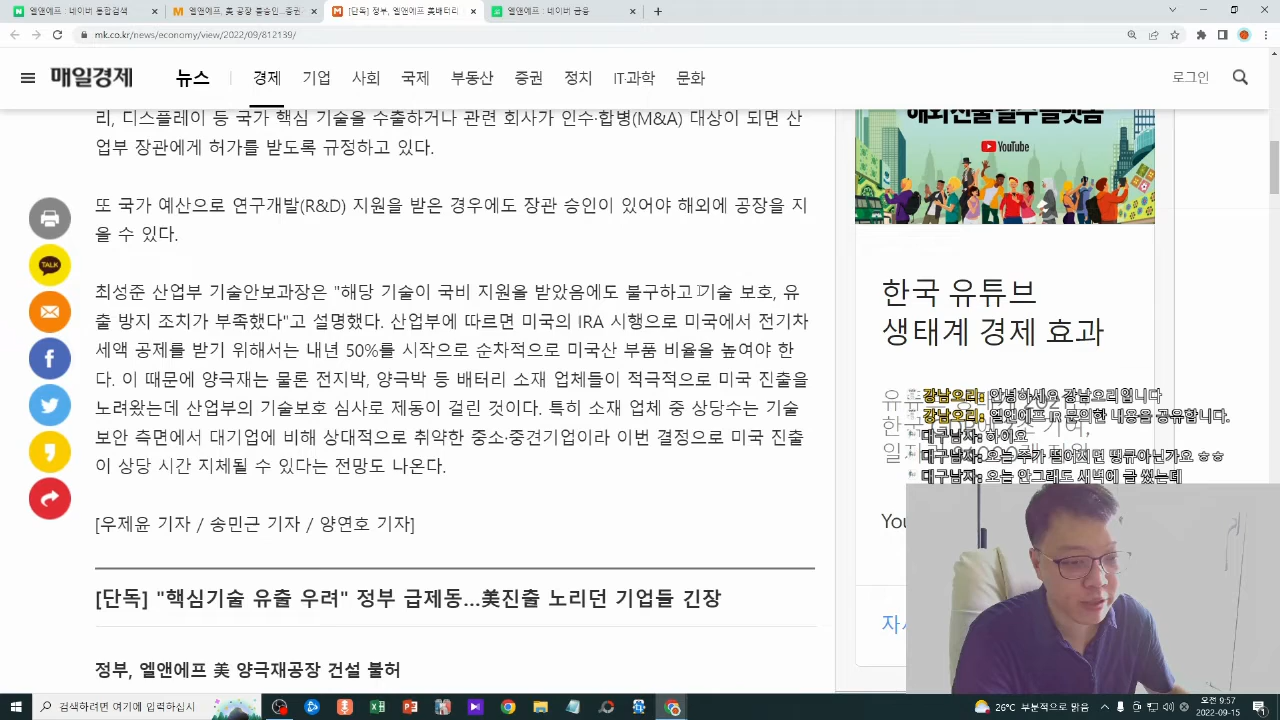 엘앤에프 : 네이버 통합검색
엘앤에프, 美 공장 불승인..증권
[단독] 정부, 엘앤에프 美배터리
엘앤에프 : 네이버 금융
mk.co.kr/news/economy/view/2022/09/812139/
매일경제
뉴스
경제
기업
사회
국제
부동산
증권
정치
IT·과학
문화
로그인
리, 디스플레이 등 국가 핵심 기술을 수출하거나 관련 회사가 인수·합병(M&A) 대상이 되면 산
업부 장관에게 허가를 받도록 규정하고 있다.
또 국가 예산으로 연구개발(R&D) 지원을 받은 경우에도 장관 승인이 있어야 해외에 공장을 지
을 수 있다.
최성준 산업부 기술안보과장은 "해당 기술이 국비 지원을 받았음에도 불구하고 기술 보호, 유
출 방지 조치가 부족했다"고 설명했다. 산업부에 따르면 미국의 IRA 시행으로 미국에서 전기차
세액 공제를 받기 위해서는 내년 50%를 시작으로 순차적으로 미국산 부품 비율을 높여야 한
다. 이 때문에 양극재는 물론 전지박, 양극박 등 배터리 소재 업체들이 적극적으로 미국 진출을
노려왔는데 산업부의 기술보호 심사로 제동이 걸린 것이다. 특히 소재 업체 중 상당수는 기술
보안 측면에서 대기업에 비해 상대적으로 취약한 중소·중견기업이라 이번 결정으로 미국 진출
이 상당 시간 지체될 수 있다는 전망도 나온다.
[우제윤 기자 / 송민근 기자 / 양연호 기자]
[단독] "핵심기술 유출 우려" 정부 급제동...美진출 노리던 기업들 긴장
정부, 엘앤에프 美 양극재공장 건설 불허
TALK
해외진출 필수 플랫폼
YouTube
한국 유튜브
생태계 경제 효과
강남오리: 안녕하세요 강남오리입니다
강남오리: 엘앤에프 IR 문의한 내용을 공유합니다.
대구남자: 하이요
대구남자: 오늘 주가 떨어지면 땡큐아닌가요 ㅎㅎ
대구남자: 오늘 안그래도 새벽에 글 썼는데
You
자세
검색하려면 여기에 입력하십시
26°C 부분적으로 맑음
오전 9:57
2022-09-15